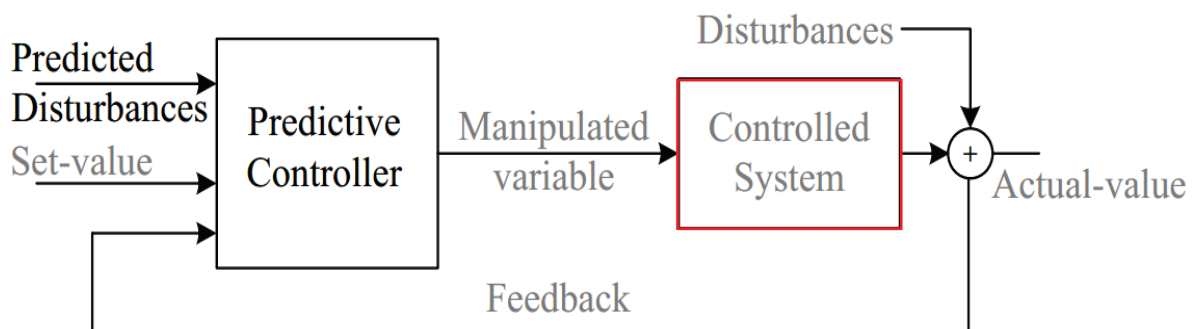 Disturbances
Predicted
Disturbances
Set-value
Predictive
Controller
Manipulated
variable
Controlled
System
+
Actual-value
Feedback